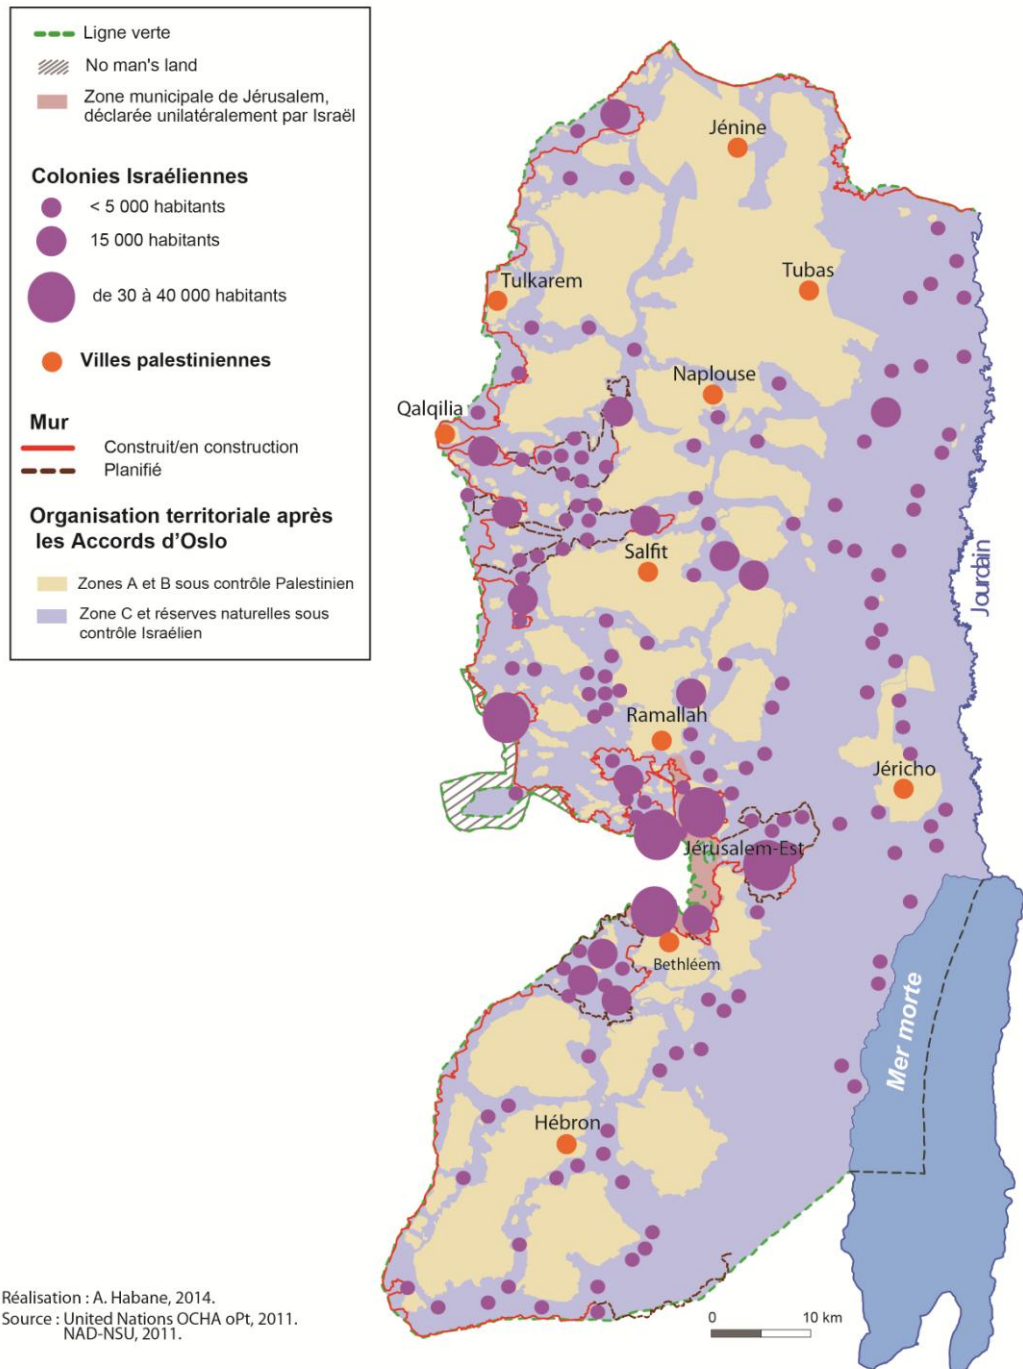 Ligne verte
No man's land
Zone municipale de Jérusalem,
déclarée unilatéralement par Israël
Colonies Israéliennes
< 5 000 habitants
15 000 habitants
de 30 à 40 000 habitants
Villes palestiniennes
Mur
Construit/en construction
Planifié
Organisation territoriale après
les Accords d'Oslo
Zones A et B sous contrôle Palestinien
Zone C et réserves naturelles sous
contrôle Israélien
Jénine
Tulkarem
Tubas
Naplouse
Qalqilia
Salfit
Jourdain
Ramallah
Jéricho
Jérusalem-Est
Bethléem
Mer morte
Hébron
Réalisation : A. Habane, 2014.
Source : United Nations OCHA oPt, 2011.
NAD-NSU, 2011.
0 10 km